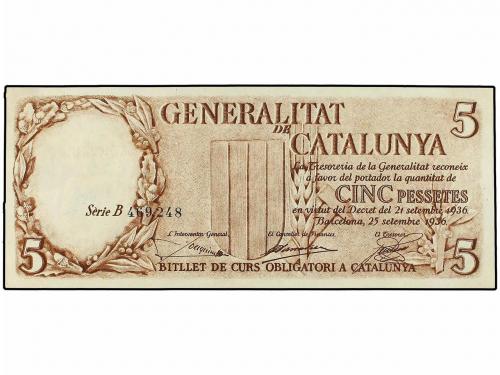 GENERALITAT
DE
CATALUNYA
5
La Tresoreria de la Generalitat reconeix
a favor del portador la quantitat de
CINC PESSETES
en virtut del Decret del 21 setembre 1936.
Barcelona, 25 setembre 1936.
Sèrie B 469,248
L'Interventor General, El Conseller de Finances, El Tresorer,
5
BITLLET DE CURS OBLIGATORI A CATALUNYA
5